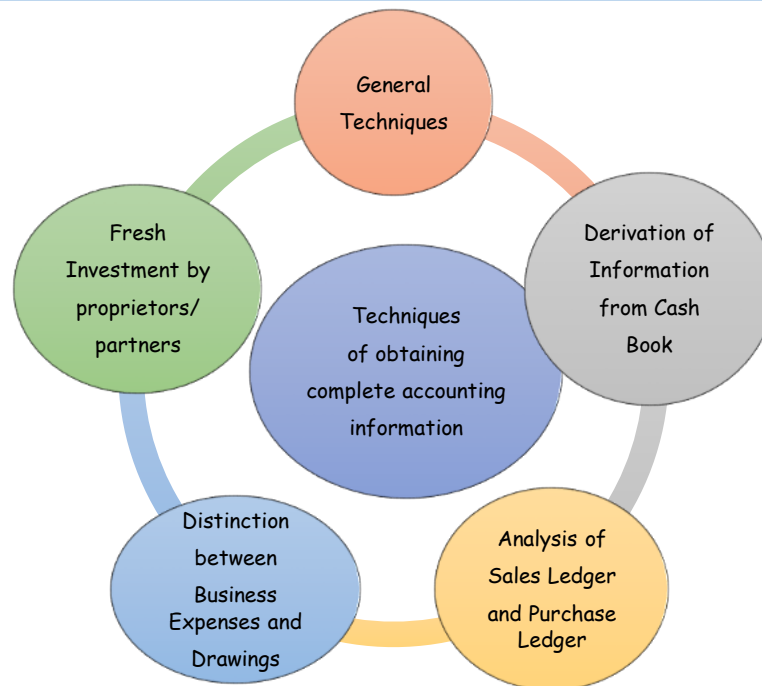 General
Techniques
Derivation of
Information
from Cash
Book
Analysis of
Sales Ledger
and Purchase
Ledger
Distinction
between
Business
Expenses and
Drawings
Fresh
Investment by
proprietors/
partners
Techniques
of obtaining
complete accounting
information